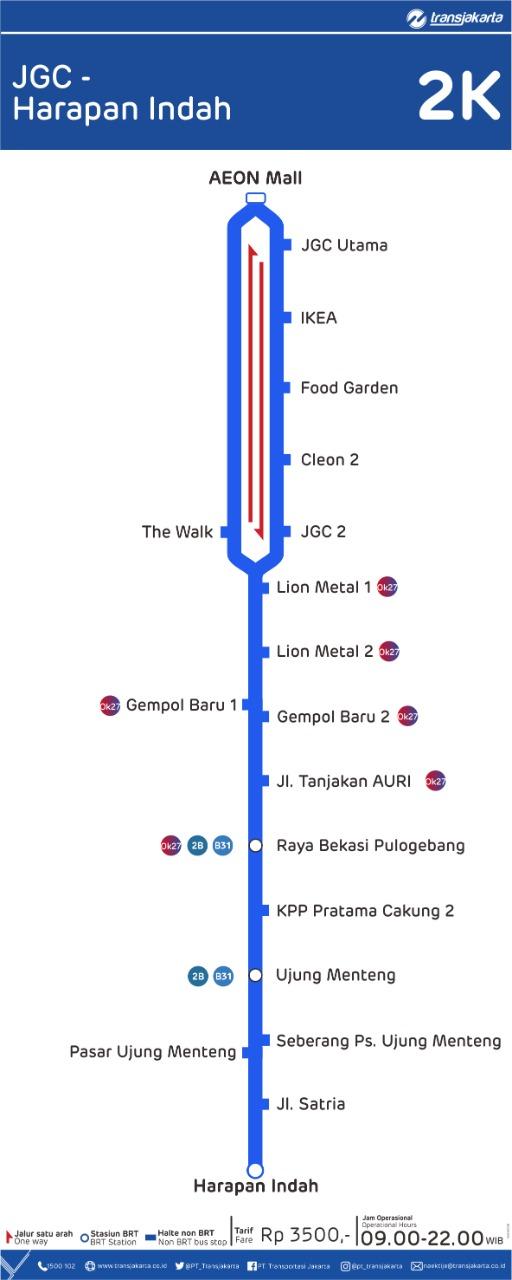 transjakarta
JGC -
Harapan Indah
2K
AEON Mall
JGC Utama
IKEA
Food Garden
Cleon 2
The Walk
JGC 2
Lion Metal 1 Ok27
Lion Metal 2 Ok27
Ok27 Gempol Baru 1
Gempol Baru 2 Ok27
Jl. Tanjakan AURI Ok27
Ok27 2B B31 Raya Bekasi Pulogebang
KPP Pratama Cakung 2
2B B31 Ujung Menteng
Seberang Ps. Ujung Menteng
Pasar Ujung Menteng
Jl. Satria
Harapan Indah
Jalur satu arah
One way
Stasiun BRT
BRT Station
Halte non BRT
Non BRT bus stop
Tarif
Fare
Rp 3500,-
Jam Operasional
Operational Hours
09.00-22.00 WIB
1500 102 www.transjakarta.co.id @PT_Transjakarta PT Transportasi Jakarta @pt_transjakarta naektije@transjakarta.co.id